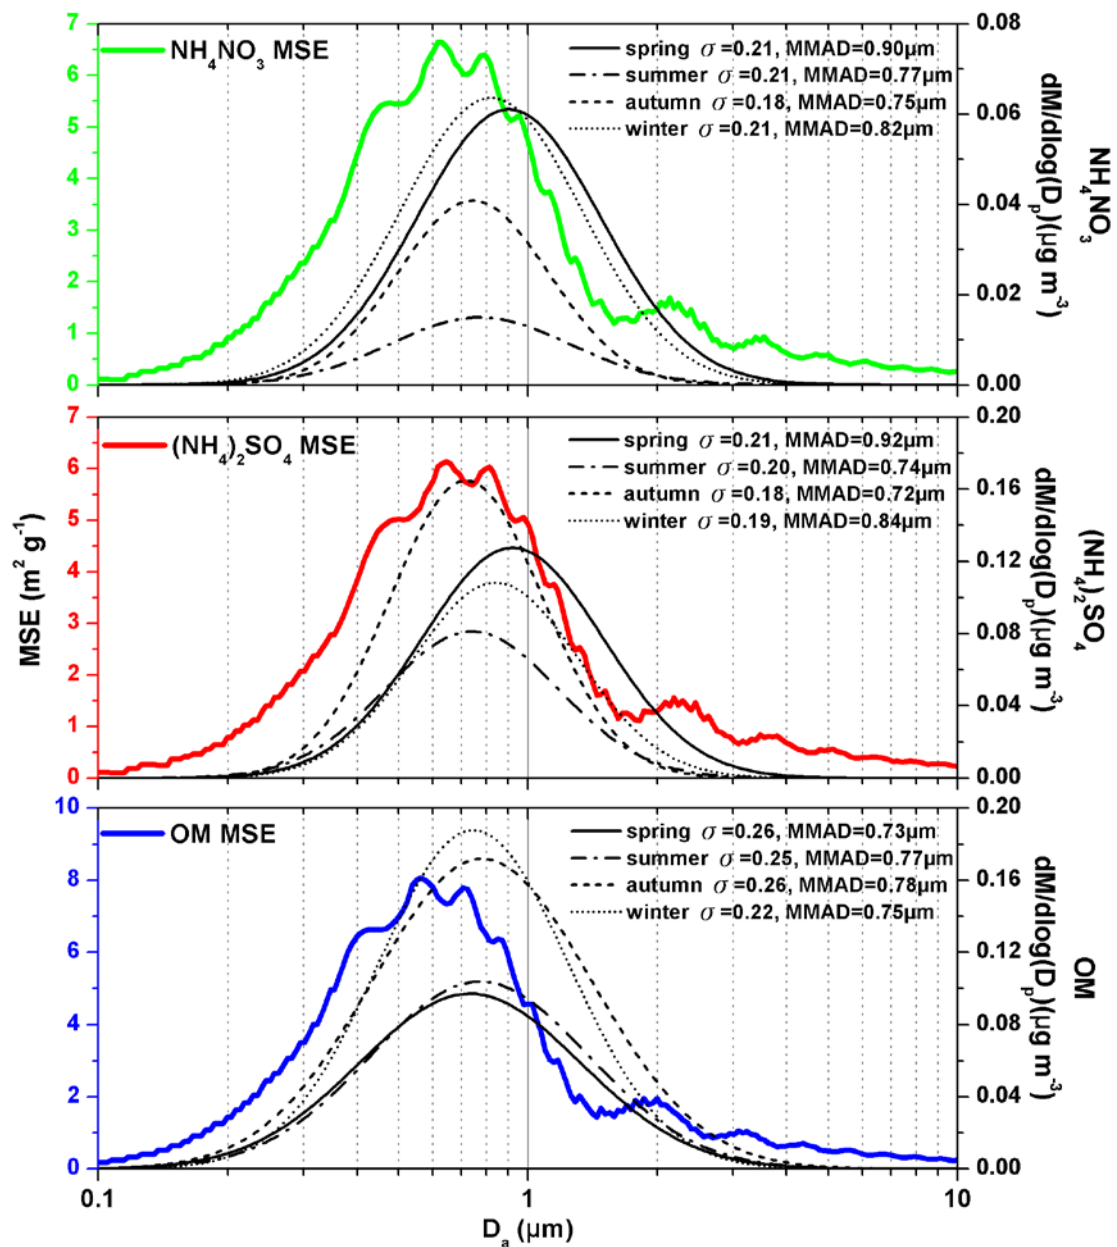 7
6
5
4
3
2
1
0
NH₄NO₃ MSE
spring σ=0.21, MMAD=0.90µm
summer σ=0.21, MMAD=0.77µm
autumn σ=0.18, MMAD=0.75µm
winter σ=0.21, MMAD=0.82µm
0.08
0.06
0.04
0.02
0.00
NH₄NO₃
dM/dlog(Dₚ)(µg m⁻³)
7
6
5
4
3
2
1
0
(NH₄)₂SO₄ MSE
spring σ=0.21, MMAD=0.92µm
summer σ=0.20, MMAD=0.74µm
autumn σ=0.18, MMAD=0.72µm
winter σ=0.19, MMAD=0.84µm
0.20
0.16
0.12
0.08
0.04
0.00
(NH₄)₂SO₄
dM/dlog(Dₚ)(µg m⁻³)
MSE (m² g⁻¹)
10
8
6
4
2
0
OM MSE
spring σ=0.26, MMAD=0.73µm
summer σ=0.25, MMAD=0.77µm
autumn σ=0.26, MMAD=0.78µm
winter σ=0.22, MMAD=0.75µm
0.20
0.16
0.12
0.08
0.04
0.00
OM
dM/dlog(Dₚ)(µg m⁻³)
0.1
1
10
Dₐ (µm)